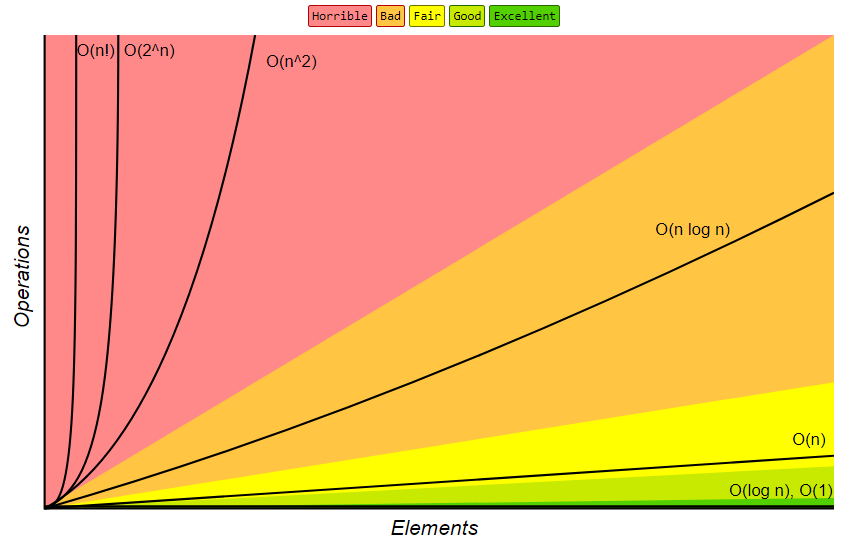 Horrible Bad Fair Good Excellent
O(n!) O(2^n)
O(n^2)
O(n log n)
Operations
O(n)
O(log n), O(1)
Elements